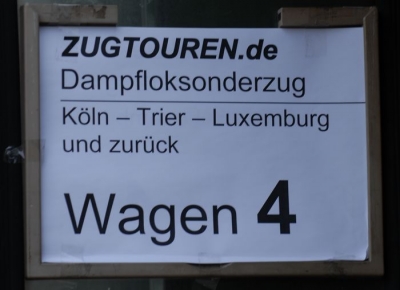 ZUGTOUREN.de
Dampfloksonderzug
Köln – Trier – Luxemburg
und zurück
Wagen 4